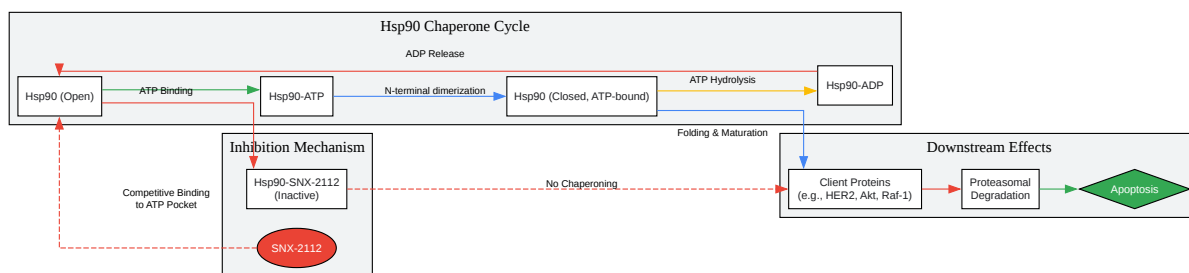 Hsp90 Chaperone Cycle
ADP Release
Hsp90 (Open)
ATP Binding
Hsp90-ATP
N-terminal dimerization
Hsp90 (Closed, ATP-bound)
ATP Hydrolysis
Hsp90-ADP
Folding & Maturation
Inhibition Mechanism
Downstream Effects
Competitive Binding
to ATP Pocket
Hsp90-SNX-2112
(Inactive)
No Chaperoning
Client Proteins
(e.g., HER2, Akt, Raf-1)
Proteasomal
Degradation
Apoptosis
SNX-2112